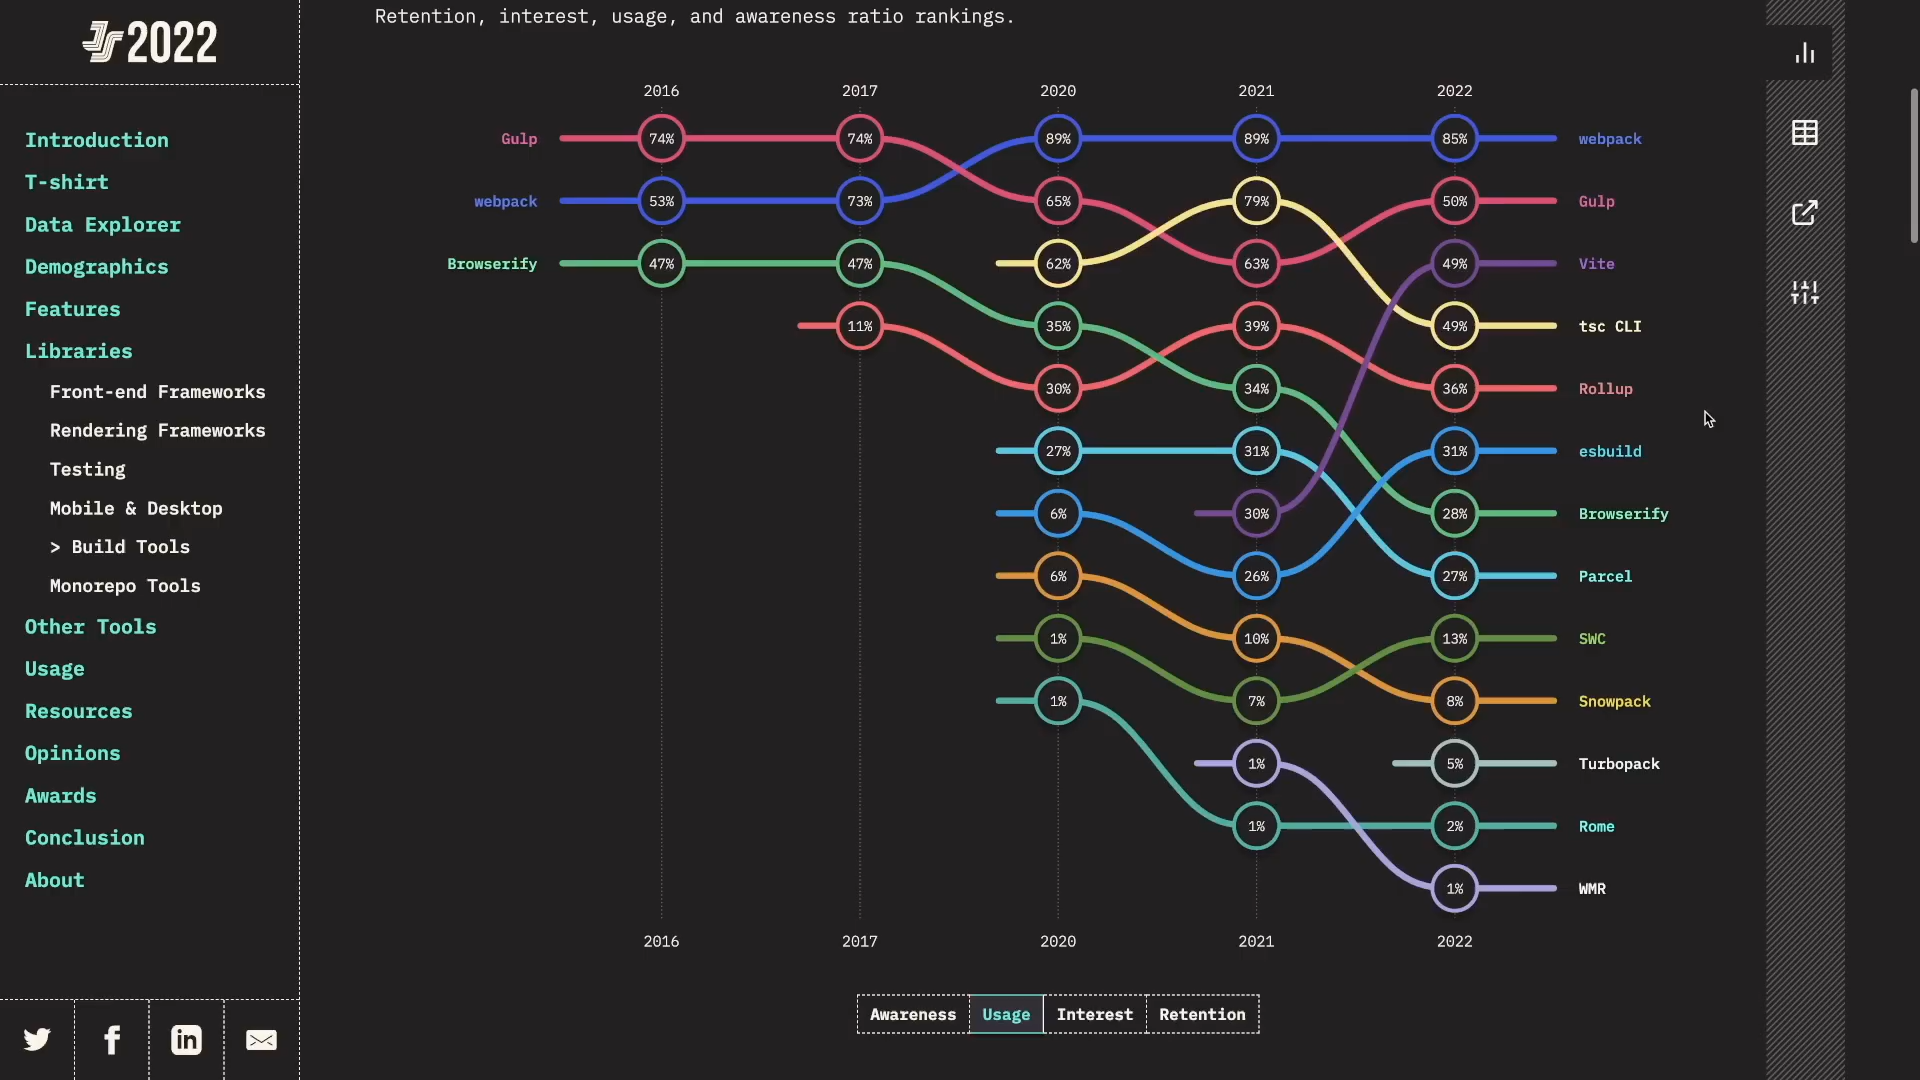 Retention, interest, usage, and awareness ratio rankings.
JS 2022
Introduction
T-shirt
Data Explorer
Demographics
Features
Libraries
Front-end Frameworks
Rendering Frameworks
Testing
Mobile & Desktop
> Build Tools
Monorepo Tools
Other Tools
Usage
Resources
Opinions
Awards
Conclusion
About
2016 2017 2020 2021 2022
Gulp 74% 74% 89% 89% 85% webpack
webpack 53% 73% 65% 79% 50% Gulp
Browserify 47% 47% 62% 63% 49% Vite
11% 35% 39% 49% tsc CLI
30% 34% 36% Rollup
27% 31% 31% esbuild
6% 30% 28% Browserify
6% 26% 27% Parcel
1% 10% 13% SWC
1% 7% 8% Snowpack
1% 5% Turbopack
1% 2% Rome
1% WMR
2016 2017 2020 2021 2022
Awareness Usage Interest Retention